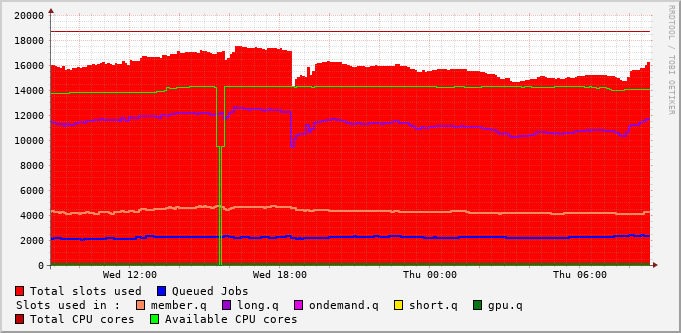 RRDTOOL / TOBI OETIKER
20000
18000
16000
14000
12000
10000
8000
6000
4000
2000
0
Wed 12:00 Wed 18:00 Thu 00:00 Thu 06:00
Total slots used Queued Jobs
Slots used in : member.q long.q ondemand.q short.q gpu.q
Total CPU cores Available CPU cores